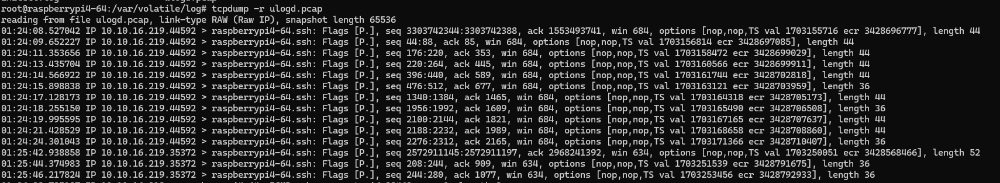 root@raspberrypi4-64:/var/volatile/log# tcpdump -r ulogd.pcap
reading from file ulogd.pcap, link-type RAW (Raw IP), snapshot length 65536
01:24:08.527042 IP 10.10.16.219.44592 > raspberrypi4-64.ssh: Flags [P.], seq 3303742344:3303742388, ack 1553493741, win 684, options [nop,nop,TS val 1703155716 ecr 3428696777], length 44
01:24:09.652227 IP 10.10.16.219.44592 > raspberrypi4-64.ssh: Flags [P.], seq 44:88, ack 85, win 684, options [nop,nop,TS val 1703156814 ecr 3428697085], length 44
01:24:11.353656 IP 10.10.16.219.44592 > raspberrypi4-64.ssh: Flags [P.], seq 176:220, ack 353, win 684, options [nop,nop,TS val 1703158472 ecr 3428699029], length 44
01:24:13.435704 IP 10.10.16.219.44592 > raspberrypi4-64.ssh: Flags [P.], seq 220:264, ack 445, win 684, options [nop,nop,TS val 1703160566 ecr 3428699911], length 44
01:24:14.566922 IP 10.10.16.219.44592 > raspberrypi4-64.ssh: Flags [P.], seq 396:440, ack 589, win 684, options [nop,nop,TS val 1703161744 ecr 3428702818], length 44
01:24:15.898838 IP 10.10.16.219.44592 > raspberrypi4-64.ssh: Flags [P.], seq 476:512, ack 677, win 684, options [nop,nop,TS val 1703163121 ecr 3428703959], length 36
01:24:17.128173 IP 10.10.16.219.44592 > raspberrypi4-64.ssh: Flags [P.], seq 1340:1384, ack 1465, win 684, options [nop,nop,TS val 1703164318 ecr 3428705173], length 44
01:24:18.255150 IP 10.10.16.219.44592 > raspberrypi4-64.ssh: Flags [P.], seq 1956:1992, ack 1609, win 684, options [nop,nop,TS val 1703165490 ecr 3428706508], length 36
01:24:19.995595 IP 10.10.16.219.44592 > raspberrypi4-64.ssh: Flags [P.], seq 2100:2144, ack 1821, win 684, options [nop,nop,TS val 1703167165 ecr 3428707637], length 44
01:24:21.428529 IP 10.10.16.219.44592 > raspberrypi4-64.ssh: Flags [P.], seq 2188:2232, ack 1989, win 684, options [nop,nop,TS val 1703168658 ecr 3428708860], length 44
01:24:24.301043 IP 10.10.16.219.44592 > raspberrypi4-64.ssh: Flags [P.], seq 2276:2312, ack 2165, win 684, options [nop,nop,TS val 1703171366 ecr 3428710407], length 36
01:25:42.938858 IP 10.10.16.219.35372 > raspberrypi4-64.ssh: Flags [P.], seq 2572911145:2572911197, ack 2968241392, win 634, options [nop,nop,TS val 1703250051 ecr 3428568466], length 52
01:25:44.374983 IP 10.10.16.219.35372 > raspberrypi4-64.ssh: Flags [P.], seq 208:244, ack 909, win 634, options [nop,nop,TS val 1703251539 ecr 3428791675], length 36
01:25:46.217824 IP 10.10.16.219.35372 > raspberrypi4-64.ssh: Flags [P.], seq 244:280, ack 1077, win 634, options [nop,nop,TS val 1703253456 ecr 3428792933], length 36